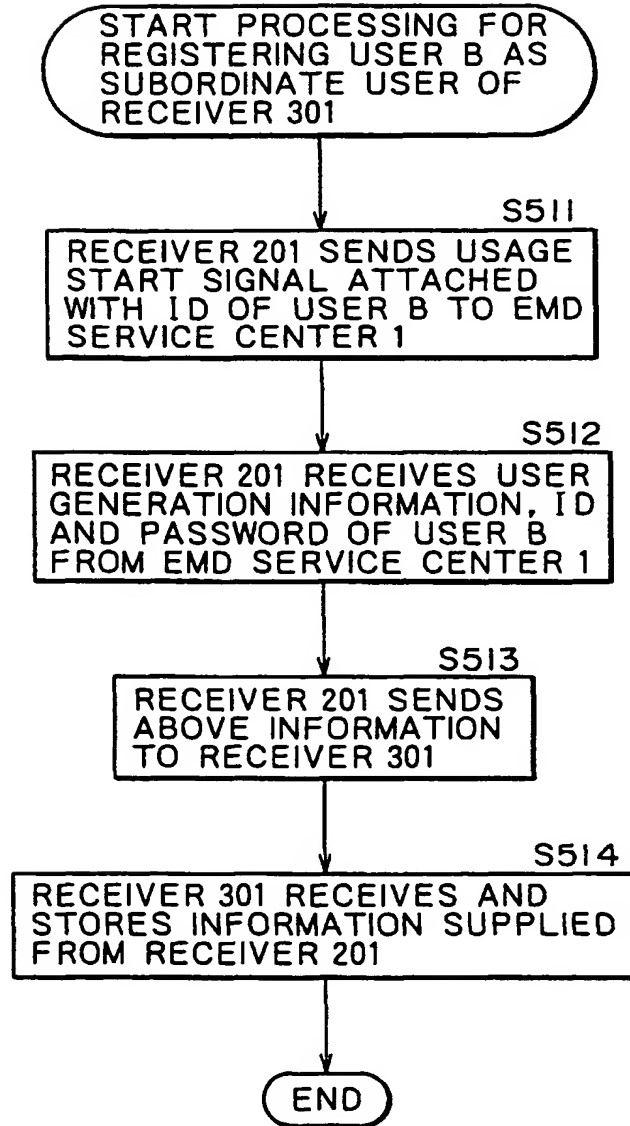 START PROCESSING FOR
REGISTERING USER B AS
SUBORDINATE USER OF
RECEIVER 301
S511
RECEIVER 201 SENDS USAGE
START SIGNAL ATTACHED
WITH ID OF USER B TO EMD
SERVICE CENTER 1
S512
RECEIVER 201 RECEIVES USER
GENERATION INFORMATION, ID
AND PASSWORD OF USER B
FROM EMD SERVICE CENTER 1
S513
RECEIVER 201 SENDS
ABOVE INFORMATION
TO RECEIVER 301
S514
RECEIVER 301 RECEIVES AND
STORES INFORMATION SUPPLIED
FROM RECEIVER 201
END